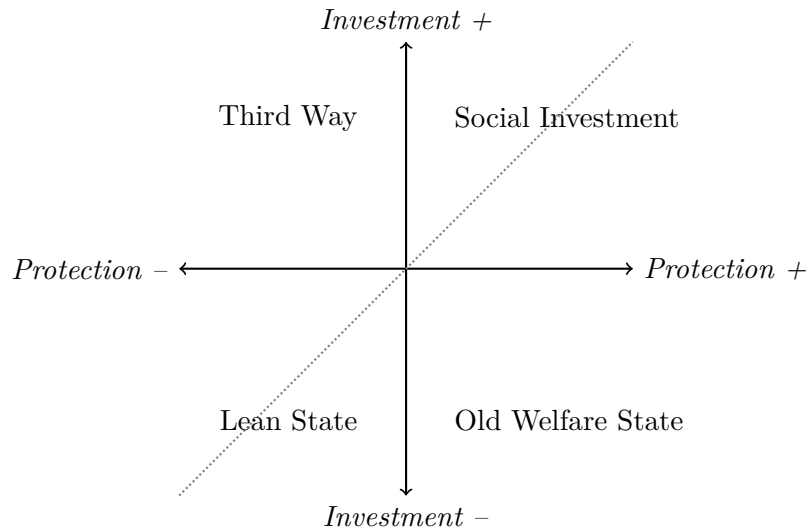 Investment +
Third Way
Social Investment
Protection –
Protection +
Lean State
Old Welfare State
Investment –